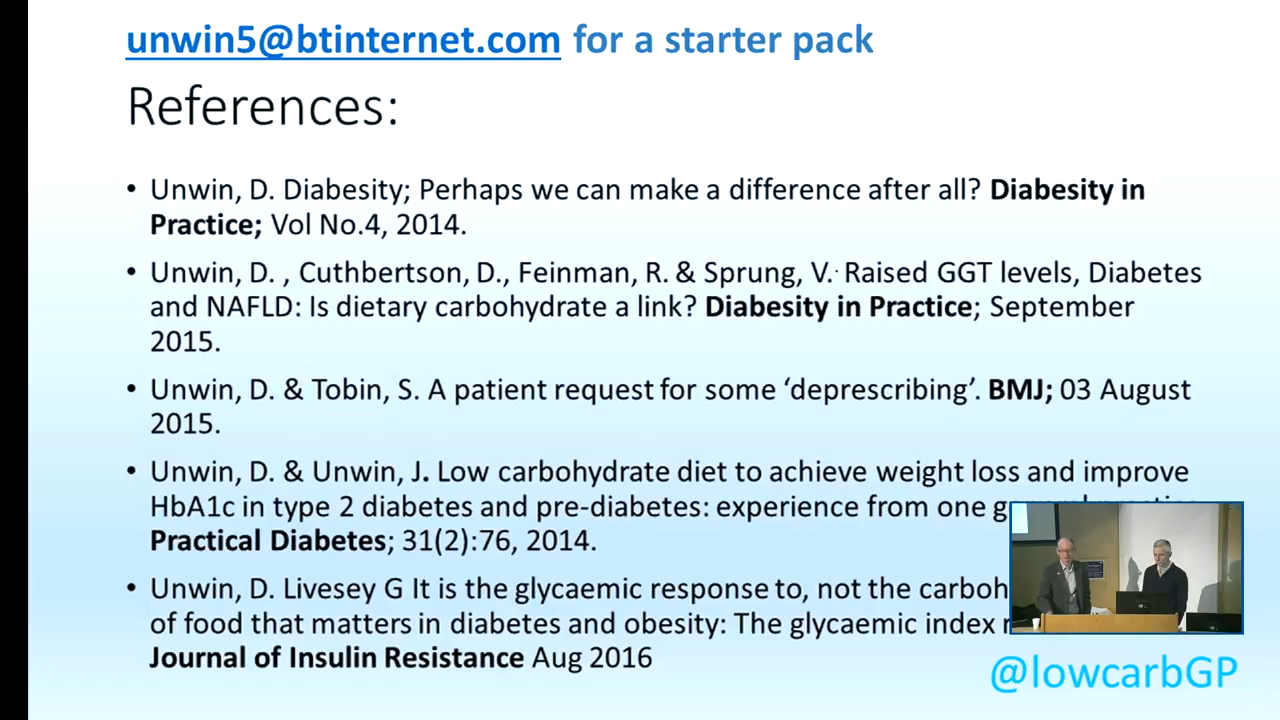 unwin5@btinternet.com for a starter pack
References:
• Unwin, D. Diabesity; Perhaps we can make a difference after all? Diabesity in
Practice; Vol No.4, 2014.
• Unwin, D. , Cuthbertson, D., Feinman, R. & Sprung, V. Raised GGT levels, Diabetes
and NAFLD: Is dietary carbohydrate a link? Diabesity in Practice; September
2015.
• Unwin, D. & Tobin, S. A patient request for some ‘deprescribing’. BMJ; 03 August
2015.
• Unwin, D. & Unwin, J. Low carbohydrate diet to achieve weight loss and improve
HbA1c in type 2 diabetes and pre-diabetes: experience from one
Practical Diabetes; 31(2):76, 2014.
• Unwin, D. Livesey G It is the glycaemic response to, not the
of food that matters in diabetes and obesity: The glycaemic index
Journal of Insulin Resistance Aug 2016
@lowcarbGP